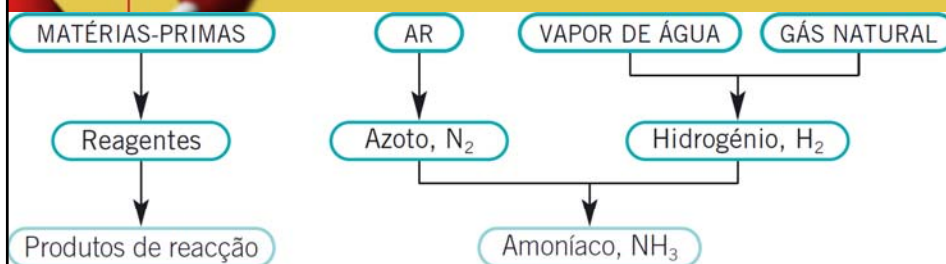 MATÉRIAS-PRIMAS AR VAPOR DE ÁGUA GÁS NATURAL
Reagentes Azoto, N₂ Hidrogénio, H₂
Produtos de reacção Amoníaco, NH₃